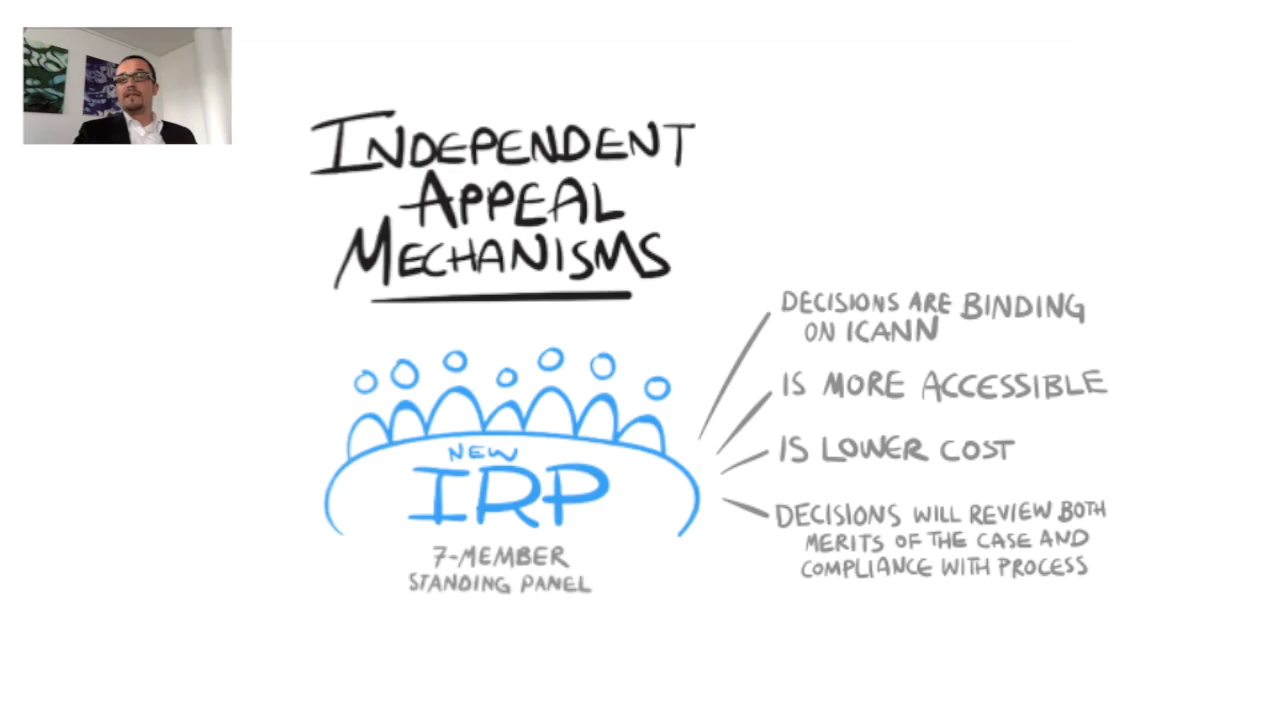 INDEPENDENT
APPEAL
MECHANISMS
NEW
IRP
7-MEMBER
STANDING PANEL
DECISIONS ARE BINDING
ON ICANN
IS MORE ACCESSIBLE
IS LOWER COST
DECISIONS WILL REVIEW BOTH
MERITS OF THE CASE AND
COMPLIANCE WITH PROCESS